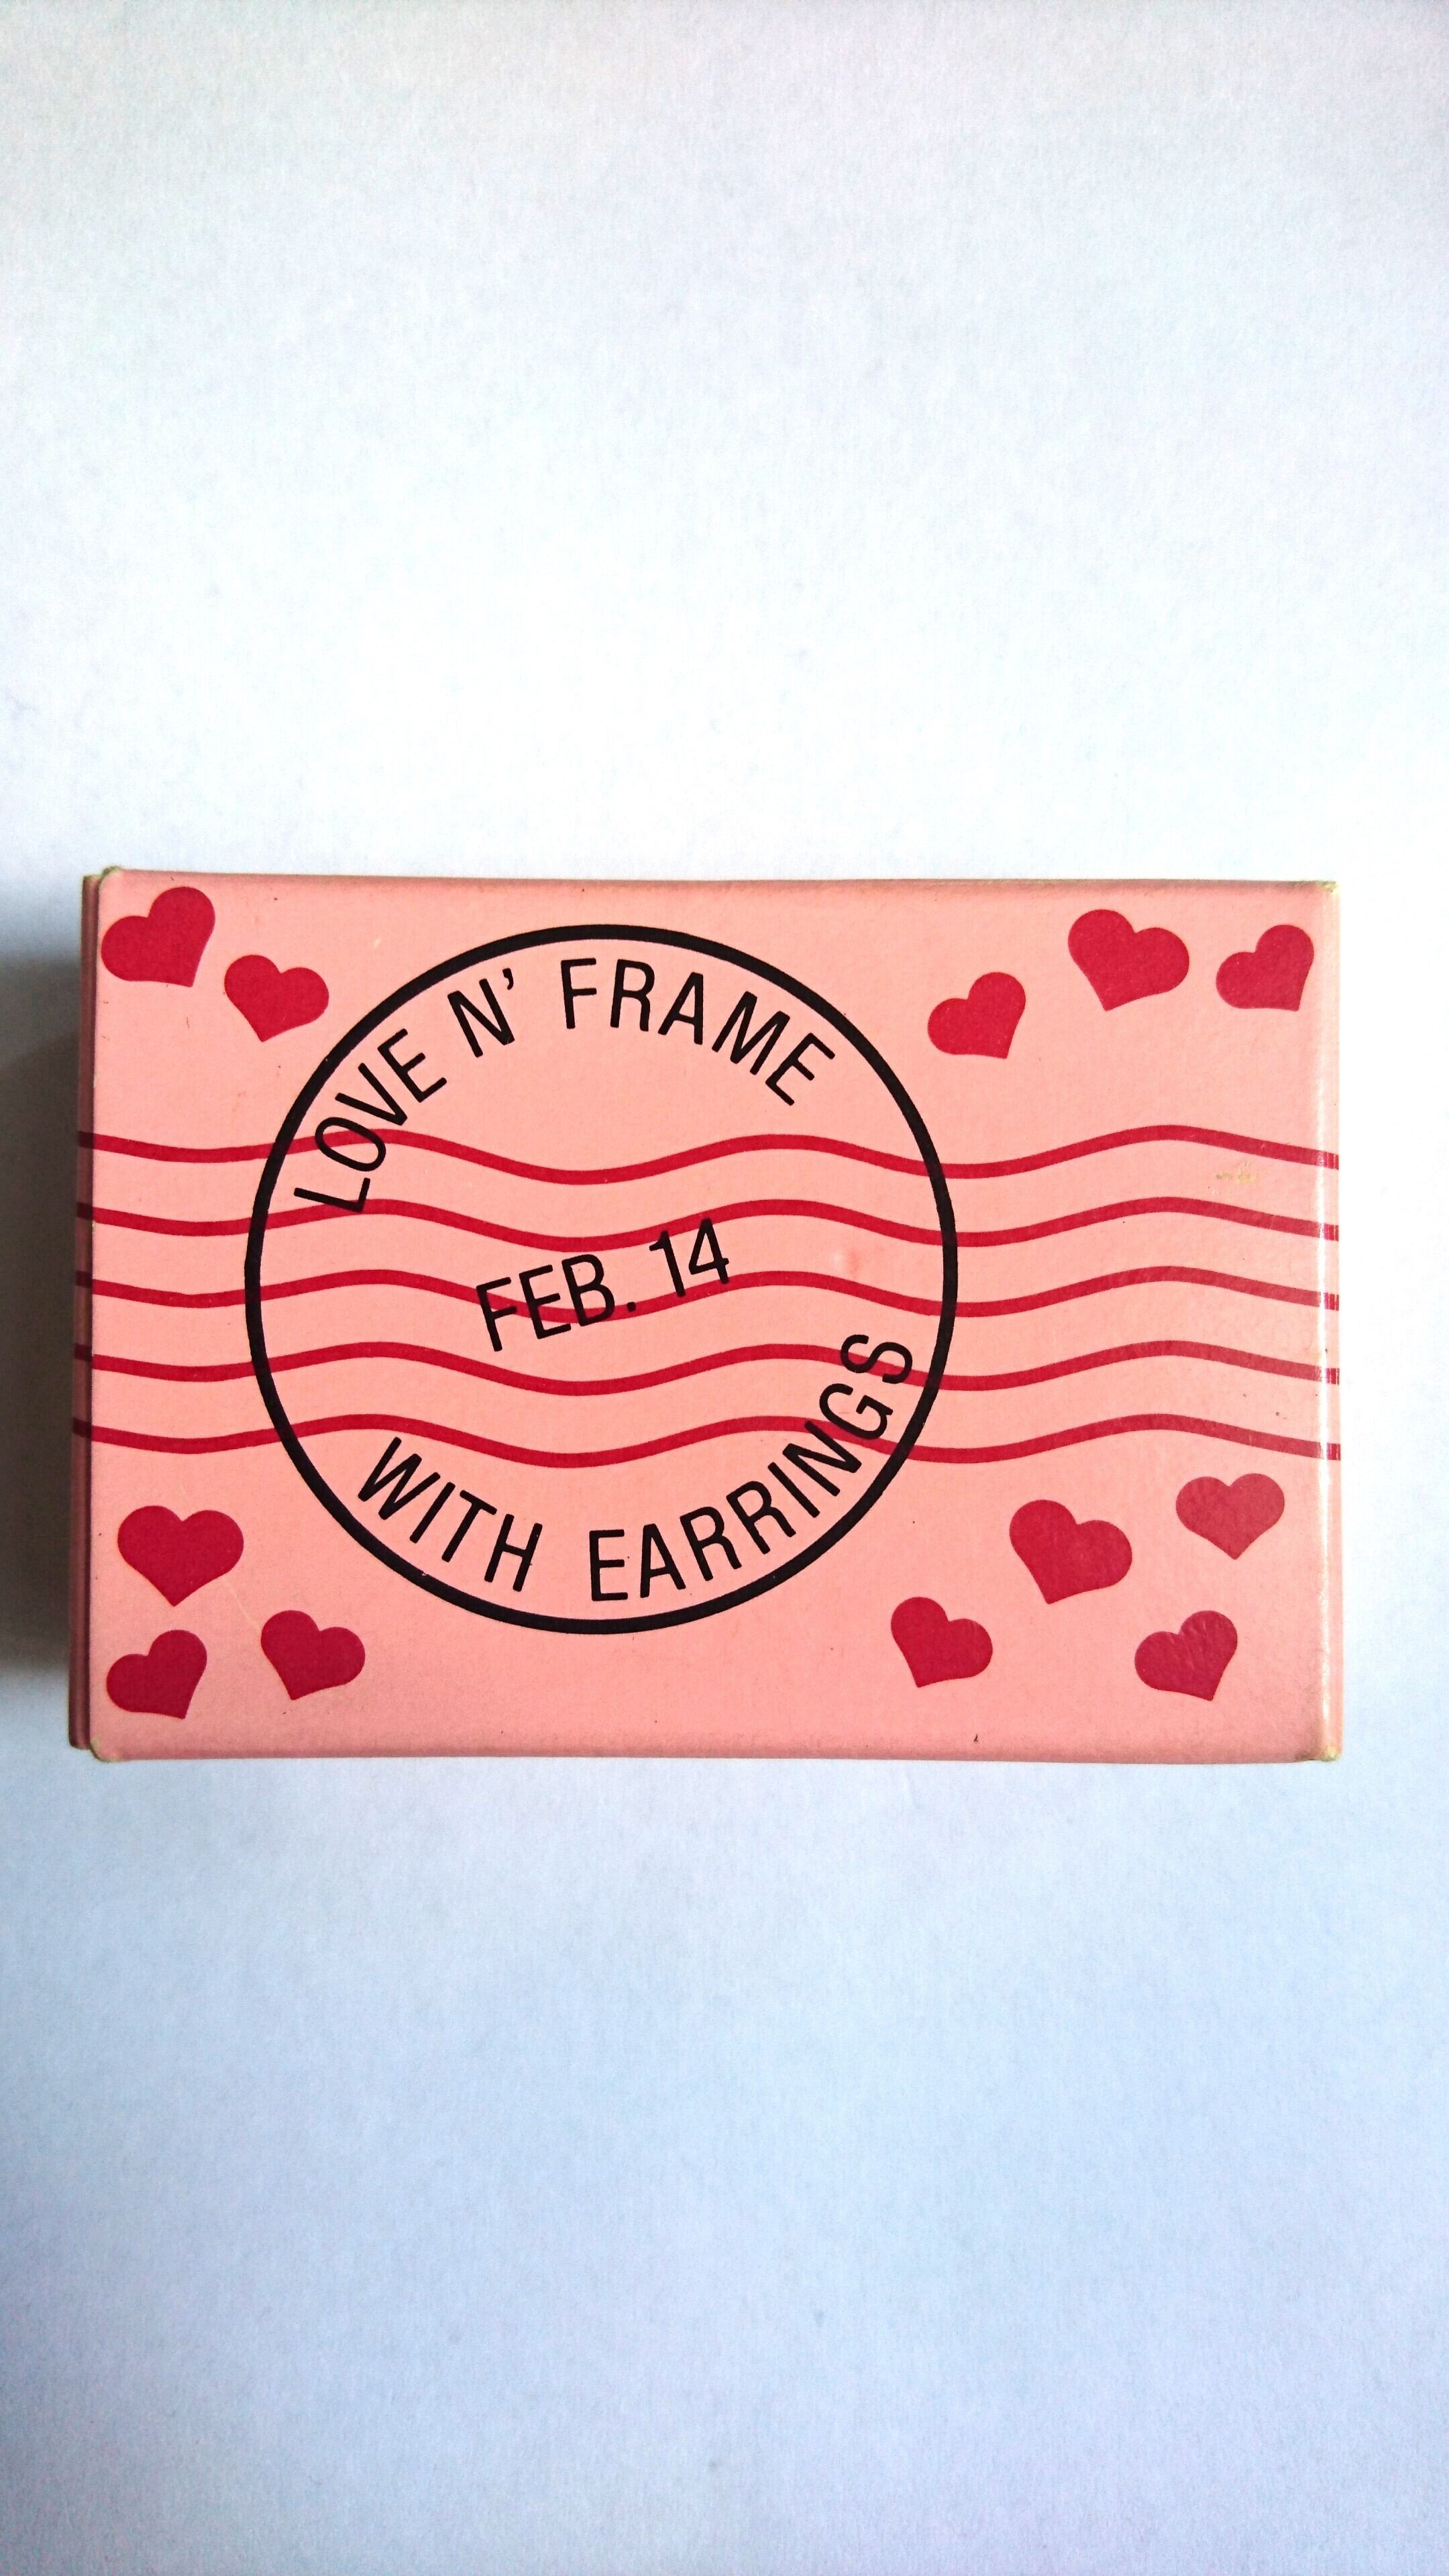 LOVE N' FRAME
FEB. 14
WITH EARRINGS